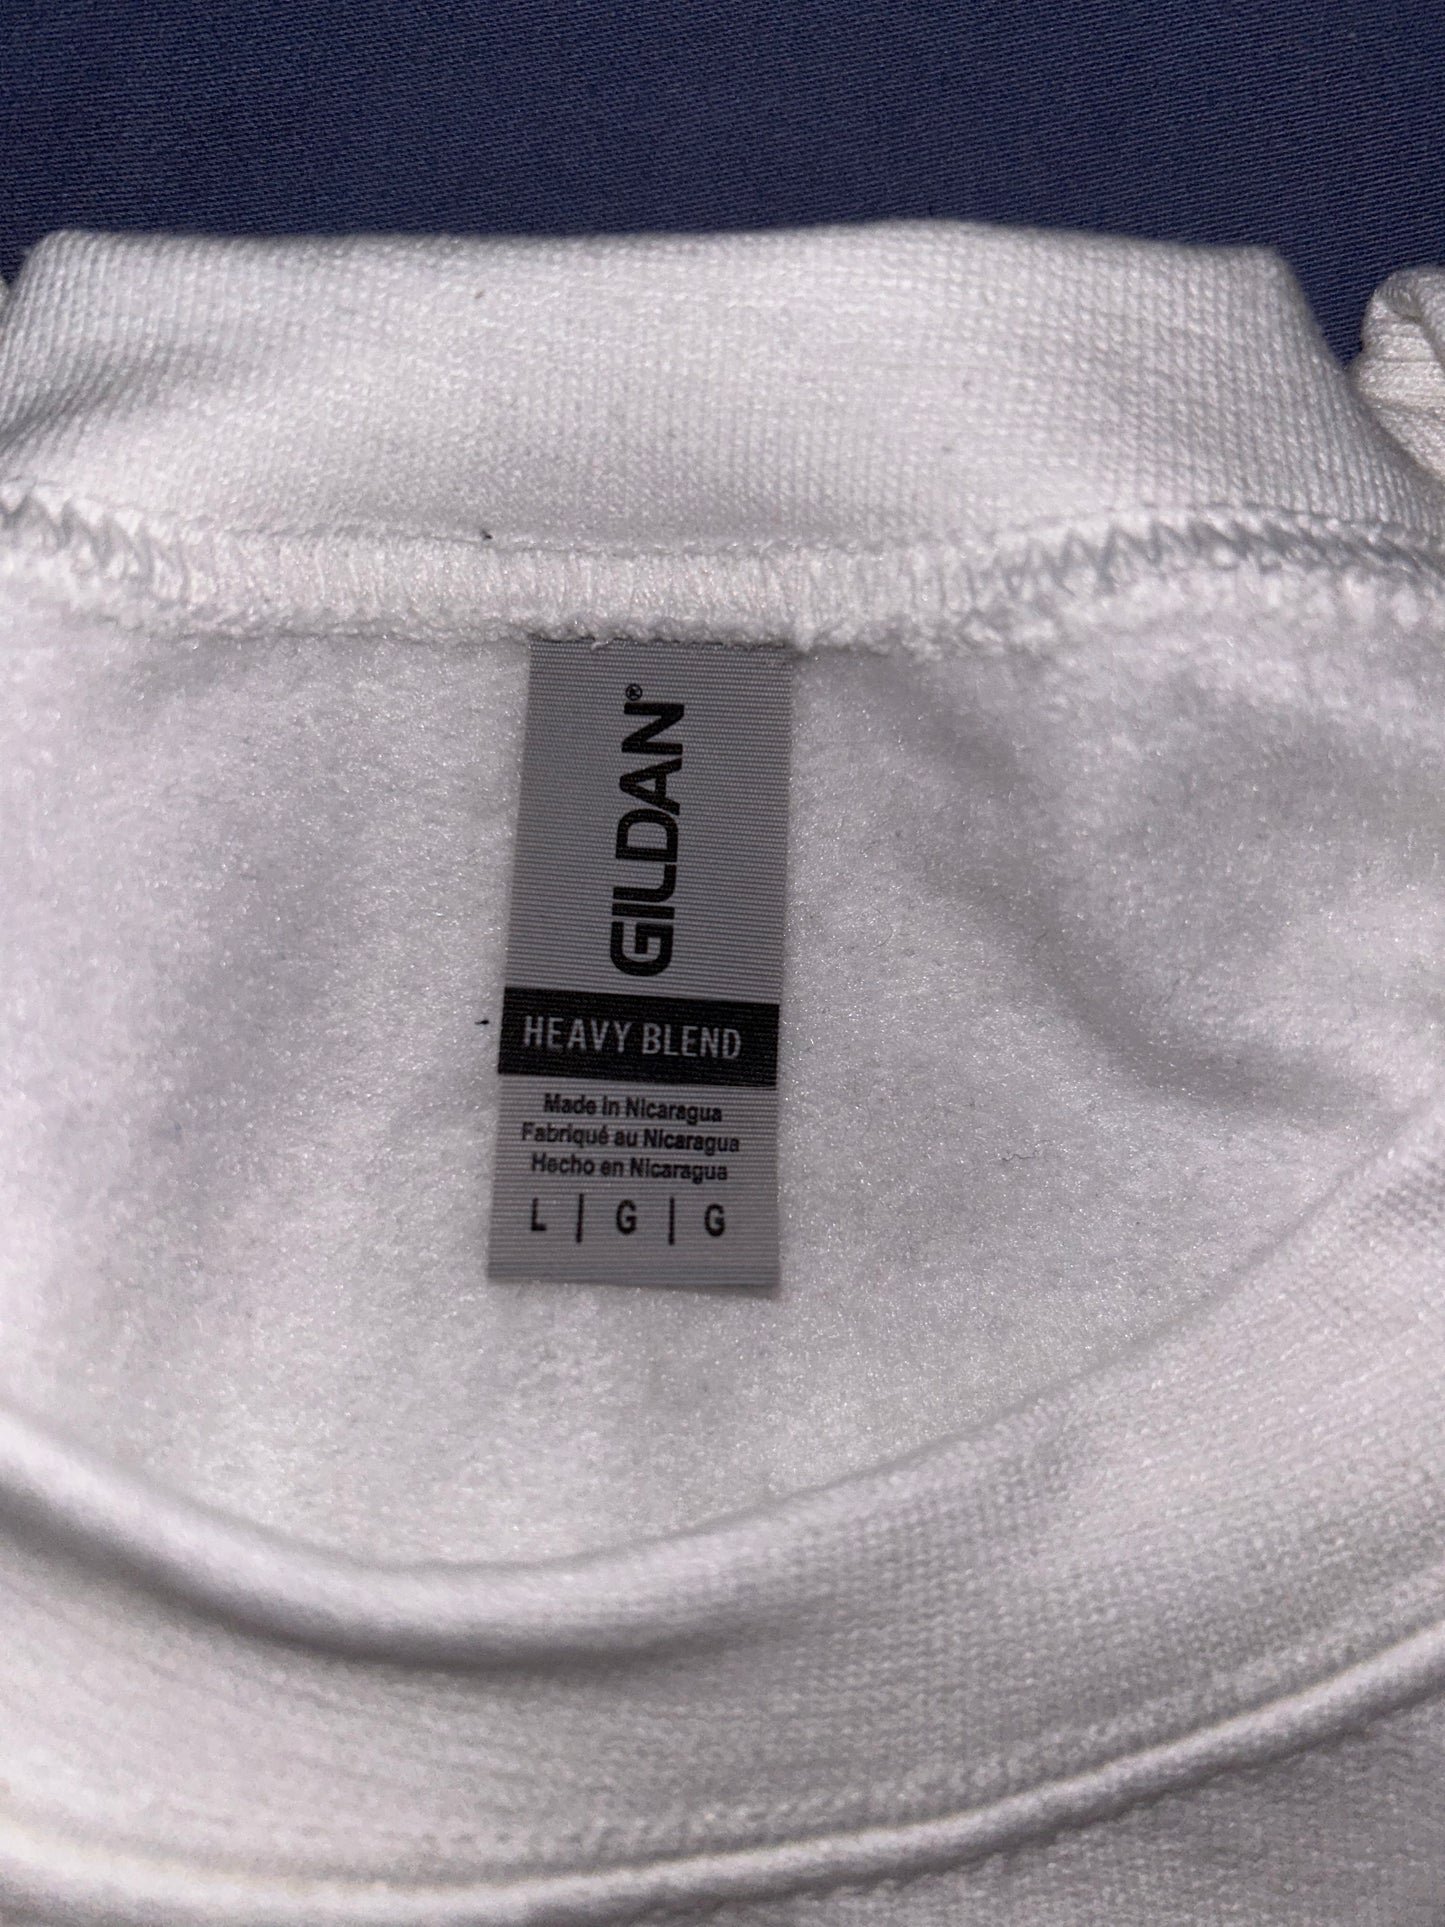 GILDAN®
HEAVY BLEND
Made in Nicaragua
Fabriqué au Nicaragua
Hecho en Nicaragua
L | G | G